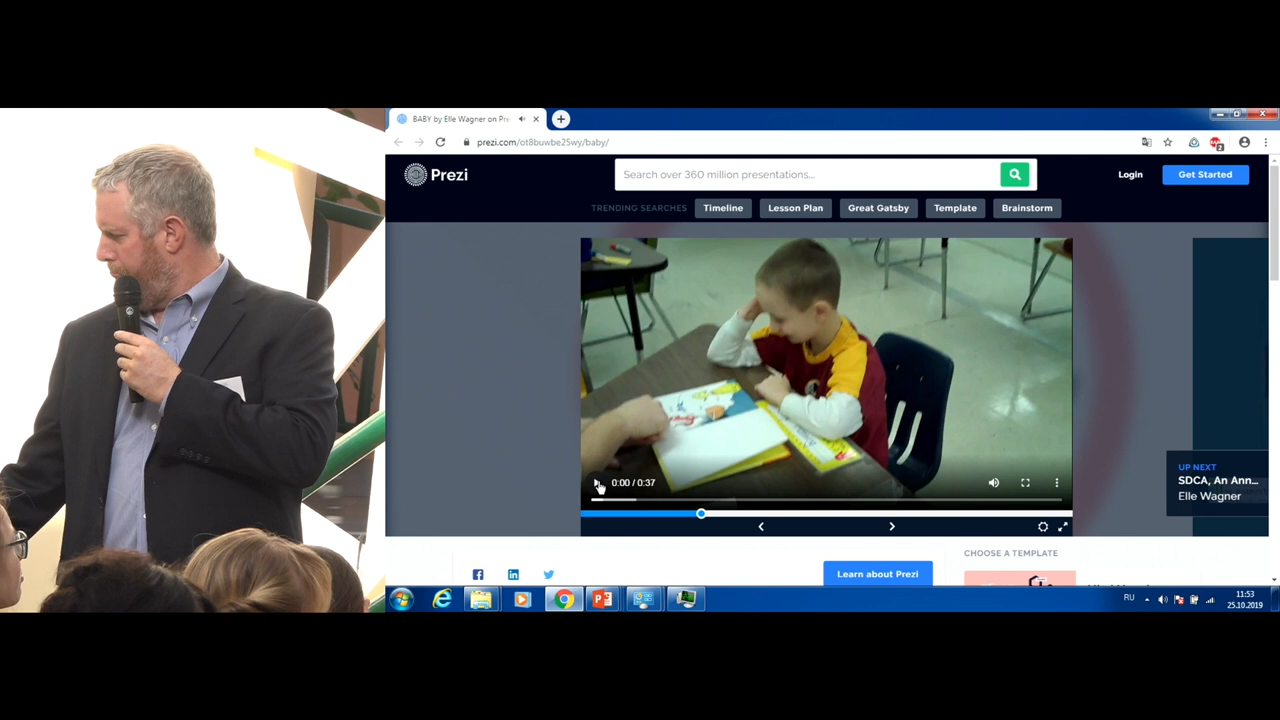 BABY by Elle Wagner on Pre
prezi.com/ot8buwbe25wy/baby/
Prezi
Search over 360 million presentations...
Login
Get Started
TRENDING SEARCHES
Timeline
Lesson Plan
Great Gatsby
Template
Brainstorm
0:00 / 0:37
UP NEXT
SDCA, An Ann...
Elle Wagner
CHOOSE A TEMPLATE
Learn about Prezi
RU
11:53
25.10.2019